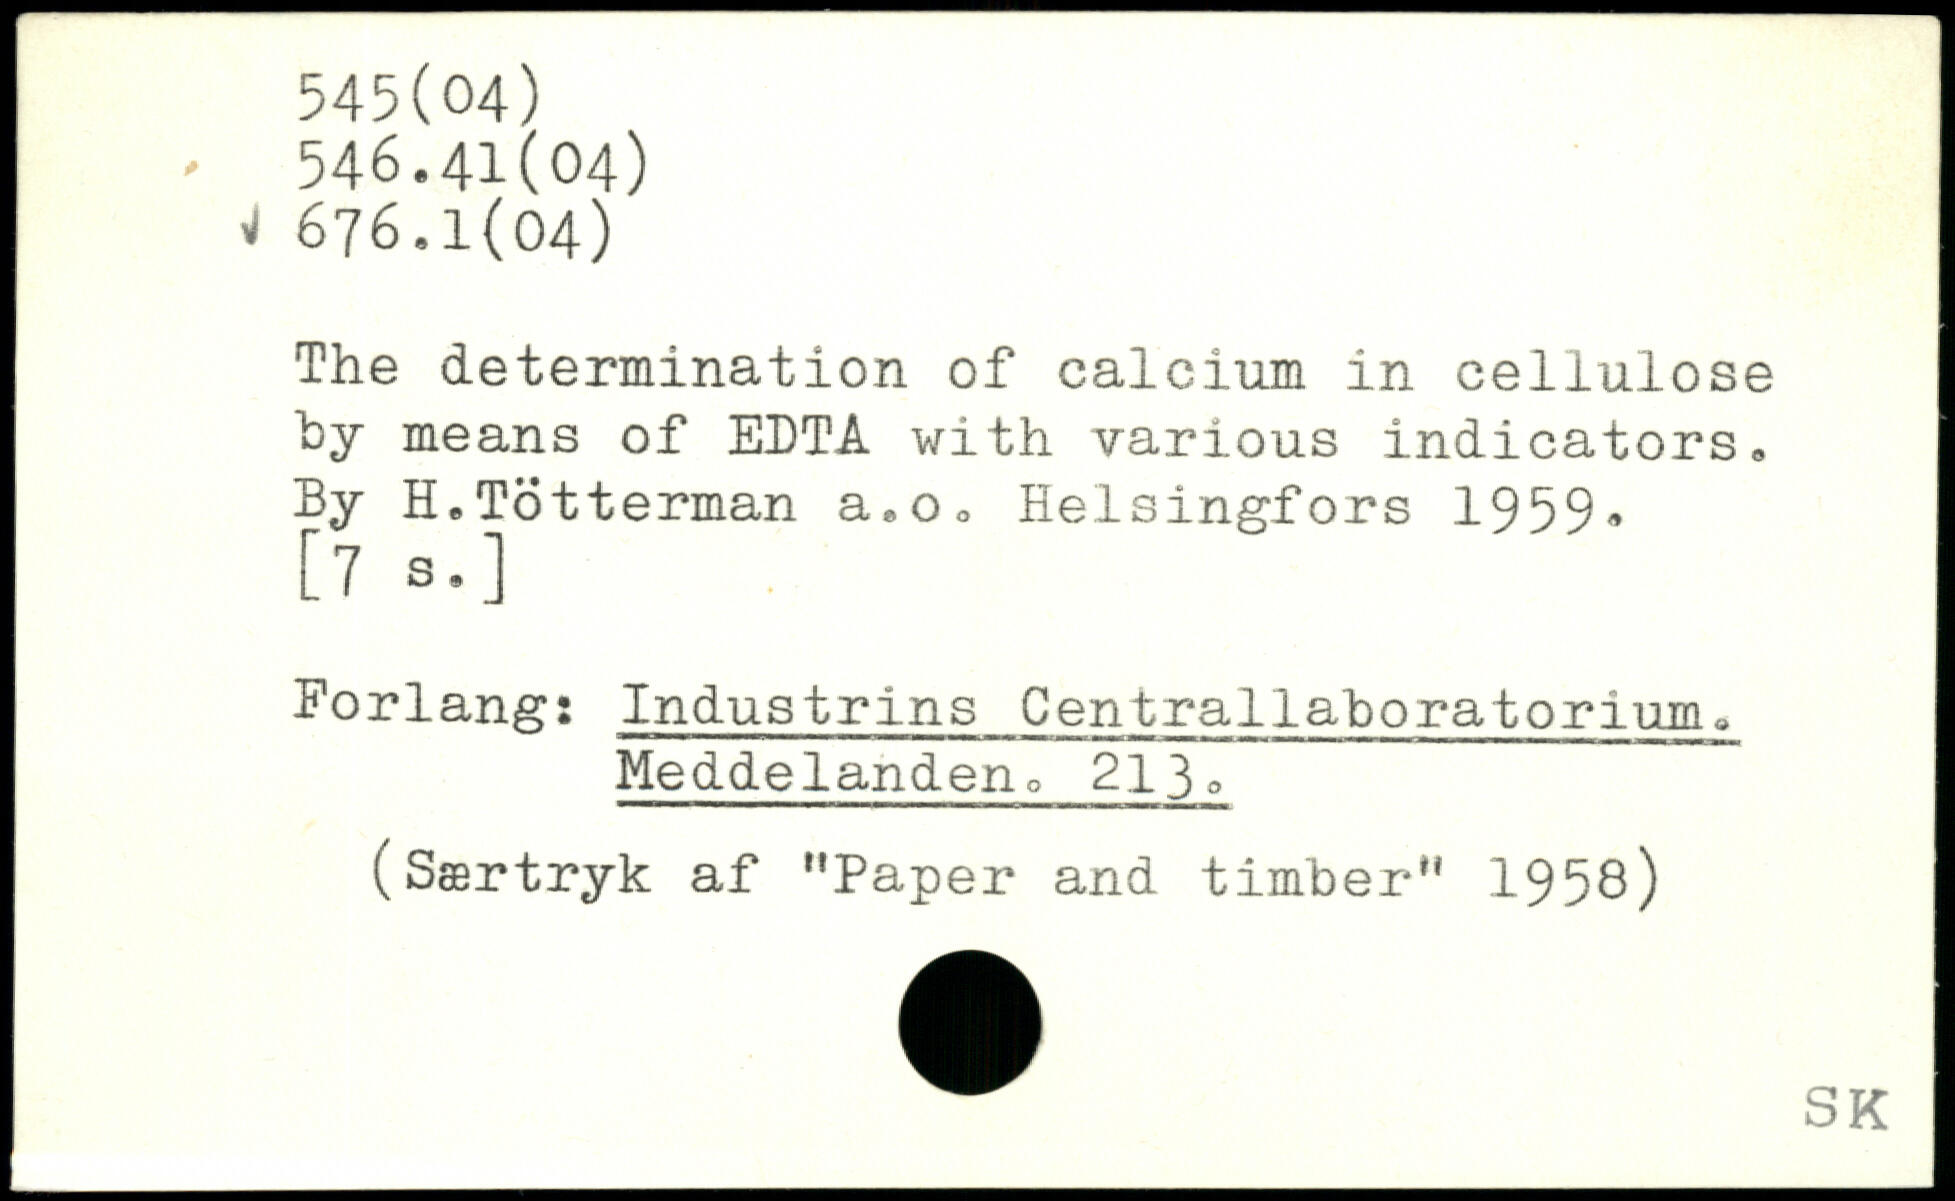 545(04)
546.41(04)
676.1(04)
The determination of calcium in cellulose
by means of EDTA with various indicators.
By H.Tötterman a.o. Helsingfors 1959.
[7 s.]
Forlang: Industrins Centrallaboratorium.
Meddelanden. 213.
(Særtryk af "Paper and timber" 1958)
SK